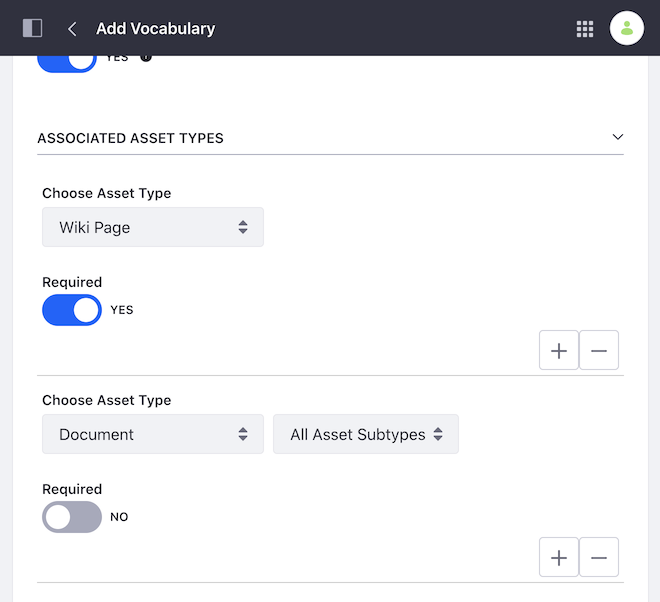 Add Vocabulary
YES
ASSOCIATED ASSET TYPES
Choose Asset Type
Wiki Page
Required
YES
Choose Asset Type
Document All Asset Subtypes
Required
NO